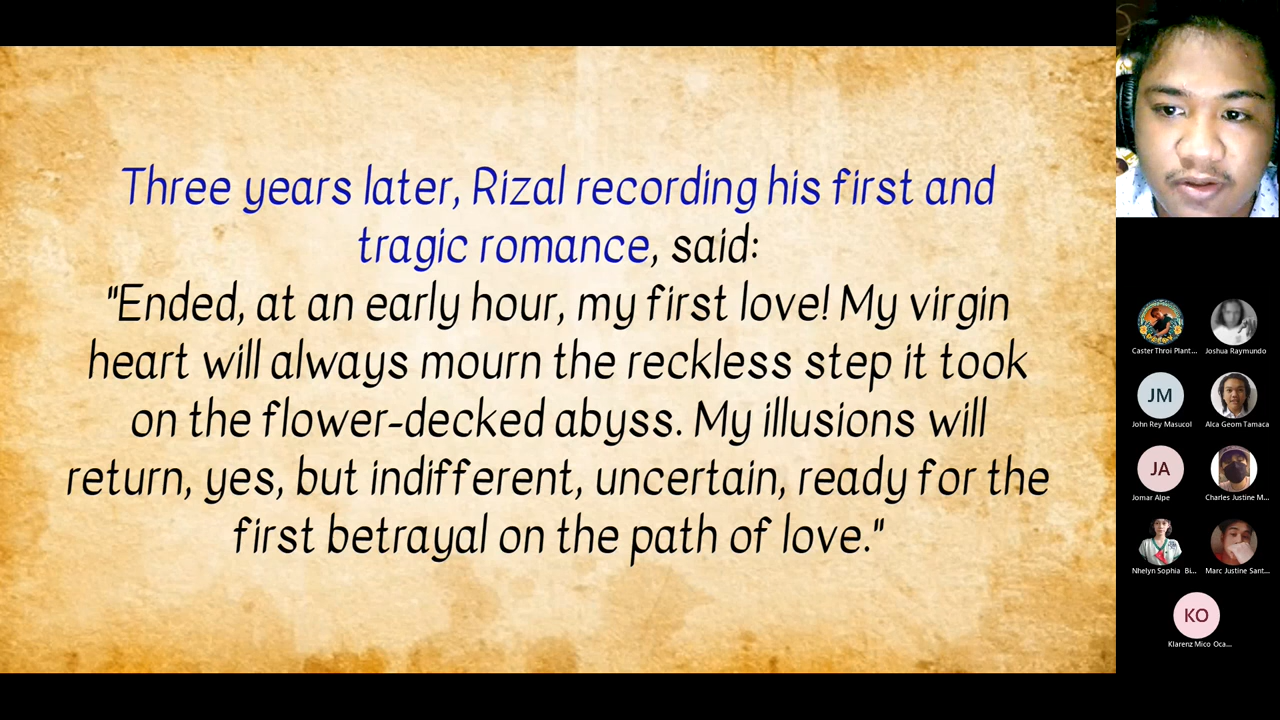 Three years later, Rizal recording his first and
tragic romance, said:
"Ended, at an early hour, my first love! My virgin
heart will always mourn the reckless step it took
on the flower-decked abyss. My illusions will
return, yes, but indifferent, uncertain, ready for the
first betrayal on the path of love."
Caster Throi Plant...
Joshua Raymundo
JM
John Rey Masucol
Alca Geom Tamaca
JA
Jomar Alpe
Charles Justine M...
Nhelyn Sophia Bi...
Marc Justine Sant...
KO
Klarenz Mico Oca...